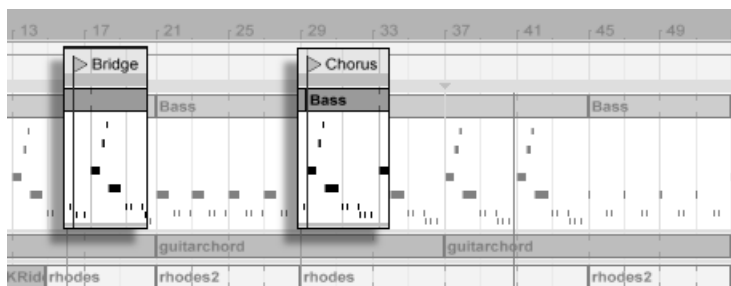 13 17 21 25 29 33 37 41 45 49
Bridge Chorus
Bass Bass Bass
guitarchord guitarchord
KRid rhodes rhodes2 rhodes rhodes2